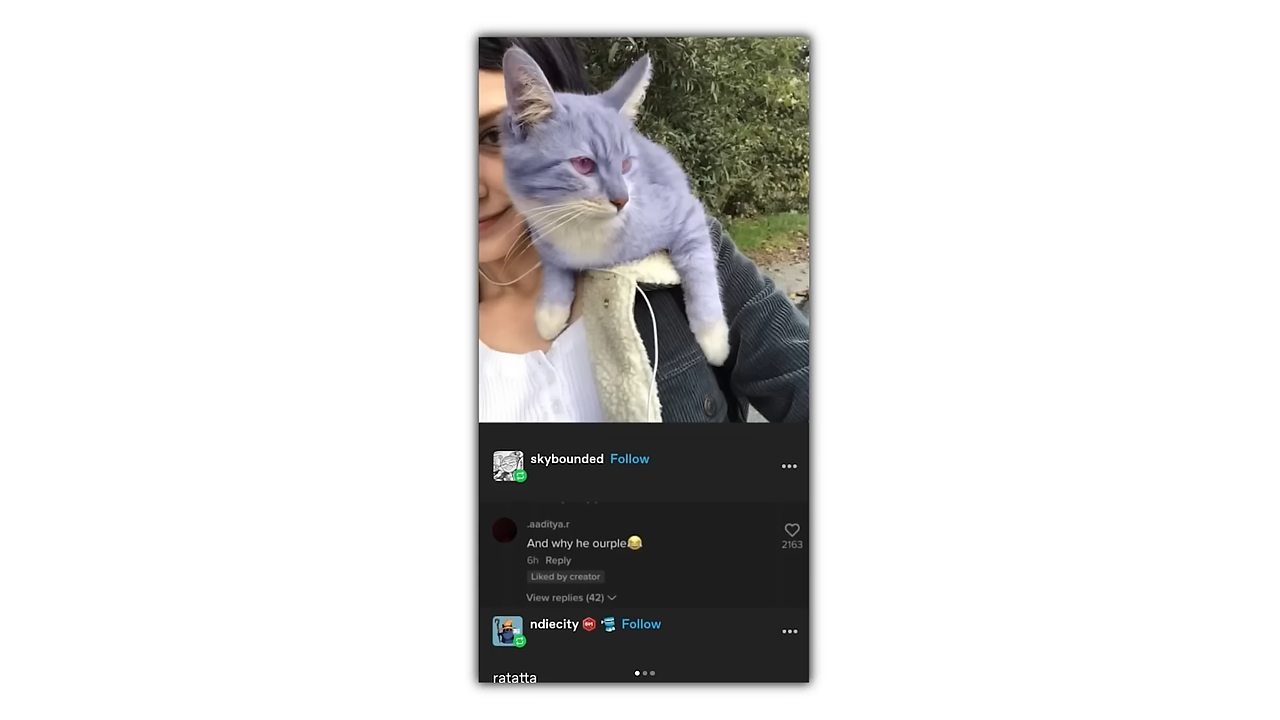 skybounded Follow
.aaditya.r
And why he ourple😂
2163
6h Reply
Liked by creator
View replies (42)
ndiecity Follow
ratatta